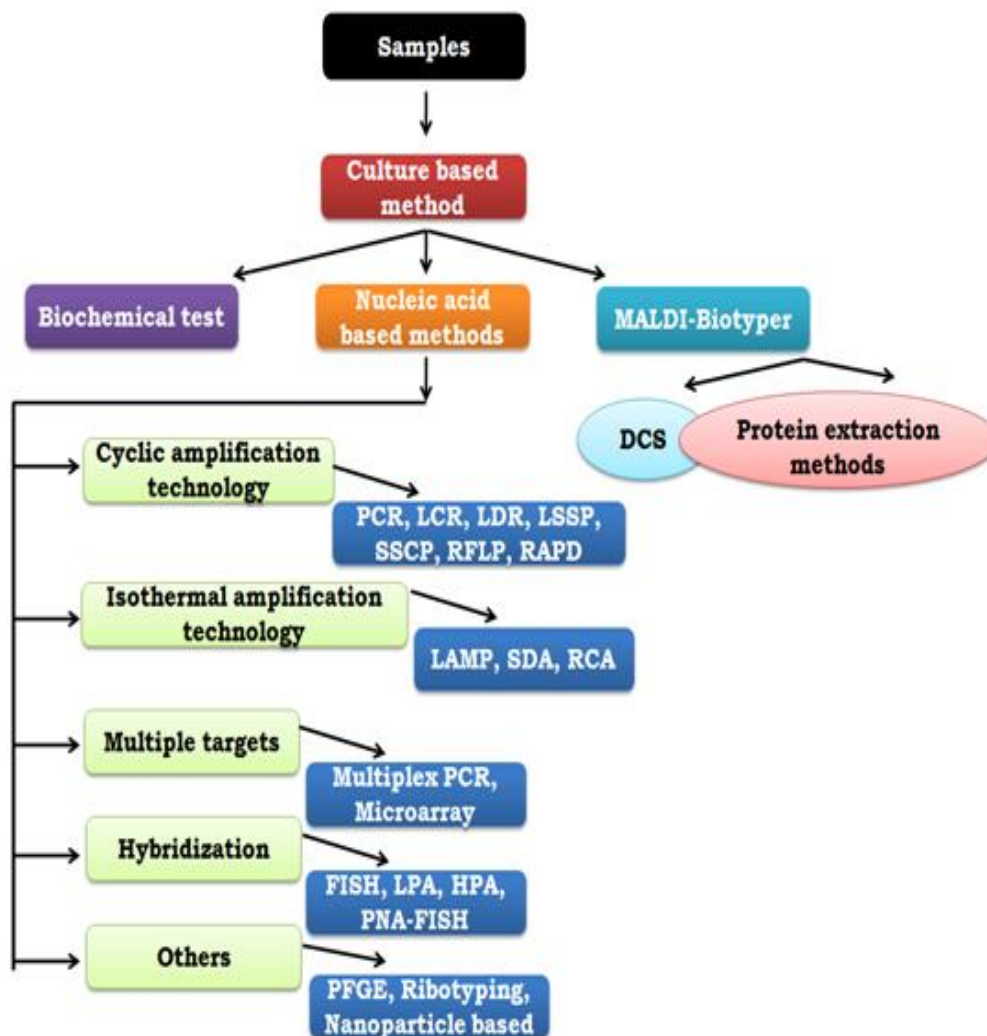 Samples
Culture based
method
Biochemical test
Nucleic acid
based methods
MALDI-Biotyper
DCS
Protein extraction
methods
Cyclic amplification
technology
PCR, LCR, LDR, LSSP,
SSCP, RFLP, RAPD
Isothermal amplification
technology
LAMP, SDA, RCA
Multiple targets
Multiplex PCR,
Microarray
Hybridization
FISH, LPA, HPA,
PNA-FISH
Others
PFGE, Ribotyping,
Nanoparticle based